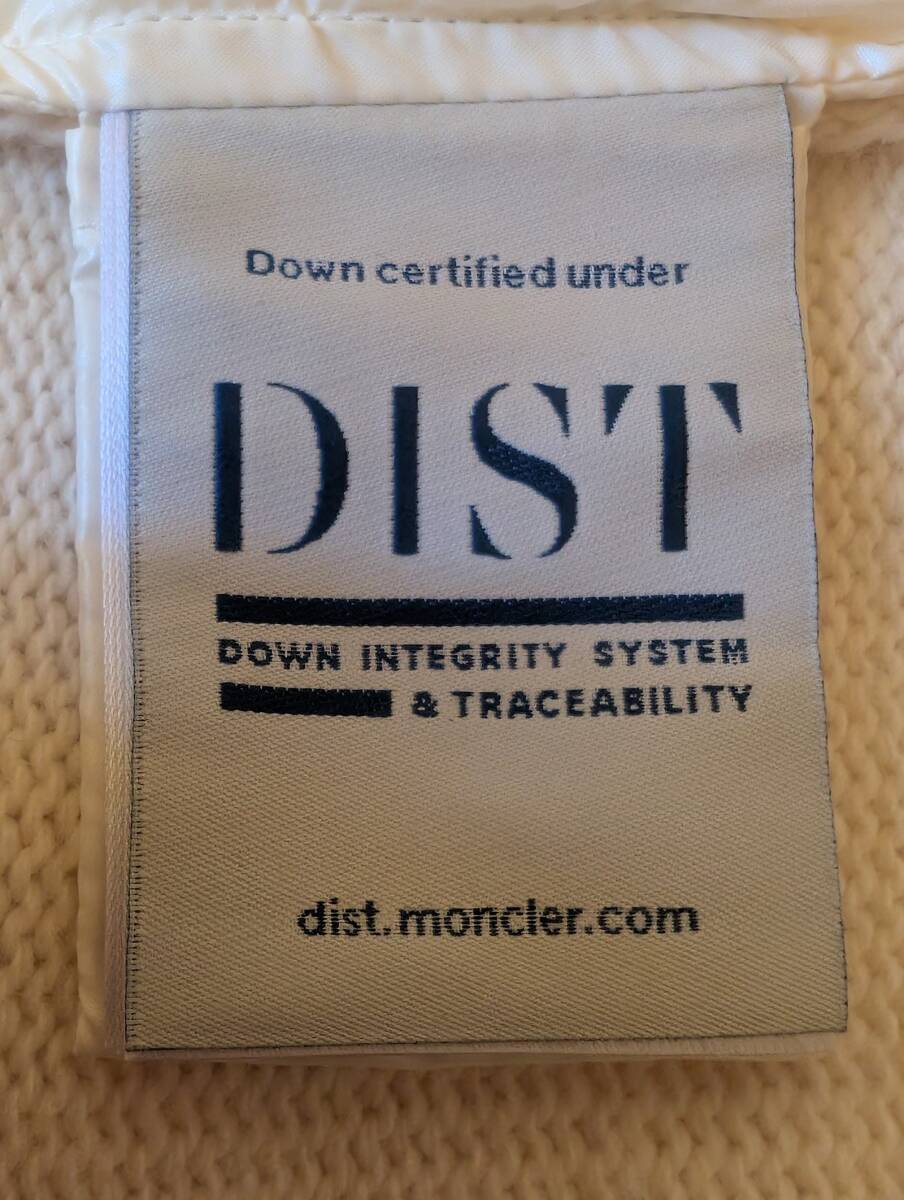 Down certified under
DIST
DOWN INTEGRITY SYSTEM
& TRACEABILITY
dist.moncler.com